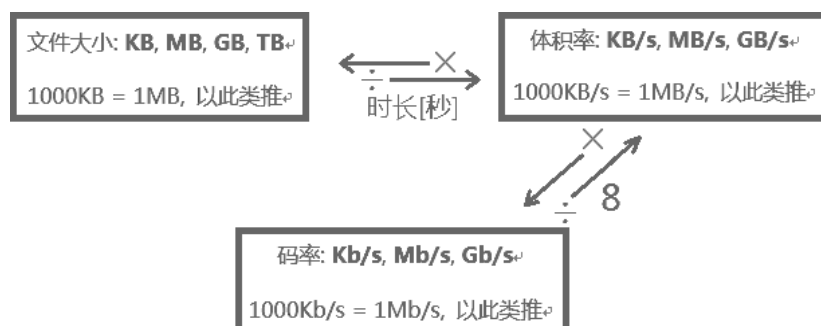 文件大小: KB, MB, GB, TB↵
1000KB = 1MB, 以此类推↵
×
÷
时长[秒]
体积率: KB/s, MB/s, GB/s↵
1000KB/s = 1MB/s, 以此类推↵
×
÷ 8
码率: Kb/s, Mb/s, Gb/s↵
1000Kb/s = 1Mb/s, 以此类推↵